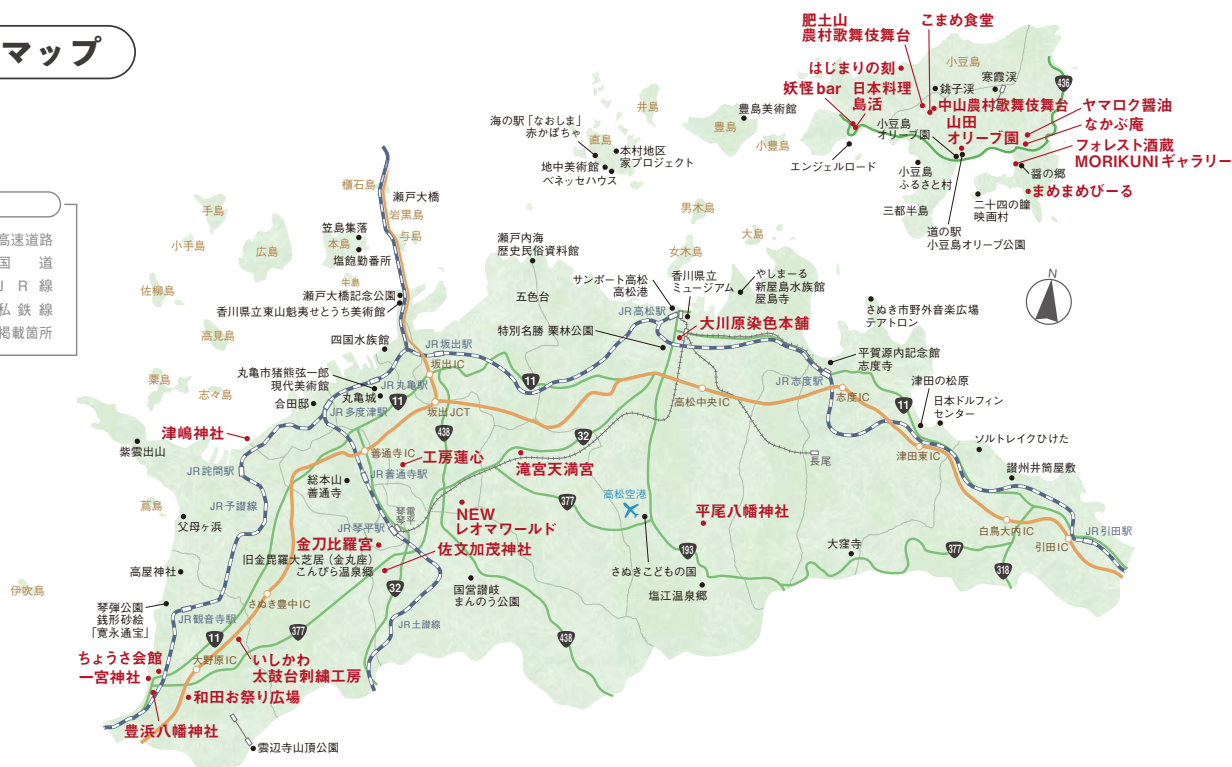 マップ
高速道路
国道
JR線
私鉄線
掲載箇所
肥土山
農村歌舞伎舞台
こまめ食堂
はじまりの刻
小豆島
寒霞渓
銚子渓
436
妖怪bar
日本料理
島活
中山農村歌舞伎舞台
ヤマロク醤油
小豆島
オリーブ園
山田
オリーブ園
なかぶ庵
フォレスト酒蔵
MORIKUNIギャラリー
エンジェルロード
小豆島
ふるさと村
醤の郷
まめまめびーる
二十四の瞳
映画村
三都半島
道の駅
小豆島オリーブ公園
井島
豊島美術館
豊島
小豊島
海の駅「なおしま」
赤かぼちゃ
直島
本村地区
家プロジェクト
地中美術館
ベネッセハウス
男木島
大島
女木島
櫃石島
瀬戸大橋
岩黒島
与島
手島
小手島
広島
笠島集落
本島
塩飽勤番所
牛島
佐柳島
高見島
粟島
志々島
瀬戸内海
歴史民俗資料館
五色台
サンポート高松
高松港
香川県立
ミュージアム
やしまーる
新屋島水族館
屋島寺
N
瀬戸大橋記念公園
香川県立東山魁夷せとうち美術館
JR高松駅
特別名勝 栗林公園
大川原染色本舗
さぬき市野外音楽広場
テアトロン
四国水族館
JR坂出駅
坂出IC
平賀源内記念館
志度寺
丸亀市猪熊弦一郎
現代美術館
JR丸亀駅
合田邸
丸亀城
11
11
JR多度津駅
坂出JCT
高松中央IC
JR志度駅
志度IC
11
津田の松原
日本ドルフィン
センター
津嶋神社
紫雲出山
438
32
善通寺IC
工房蓮心
滝宮天満宮
長尾
津田東IC
ソルトレイクひけた
讃州井筒屋敷
JR詫間駅
総本山
善通寺
JR善通寺駅
蔦島
JR予讃線
父母ヶ浜
琴電
琴平
JR琴平駅
NEW
レオマワールド
377
高松空港
平尾八幡神社
白鳥大内IC
JR引田駅
引田IC
金刀比羅宮
旧金毘羅大芝居(金丸座)
こんぴら温泉郷
佐文加茂神社
193
大窪寺
377
318
高屋神社
伊吹島
32
国営讃岐
まんのう公園
さぬきこどもの国
塩江温泉郷
琴弾公園
銭形砂絵
「寛永通宝」
さぬき豊中IC
JR観音寺駅
11
377
JR土讃線
438
ちょうさ会館
一宮神社
大野原IC
いしかわ
太鼓台刺繍工房
和田お祭り広場
豊浜八幡神社
雲辺寺山頂公園